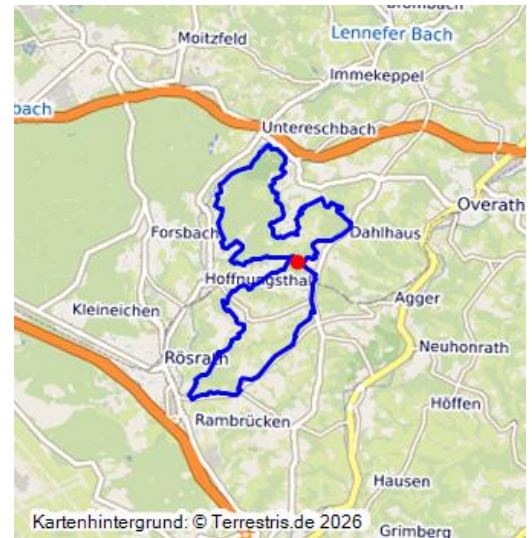 Brombach
Moitzfeld
Lennefer Bach
Immekeppel
bach
Untereschbach
Overath
Forsbach
Dahlhaus
Hoffnungsthal
Kleineichen
Agger
Rösrath
Neuhonrath
Rambrücken
Höffen
Hausen
Kartenhintergrund: © Terrestris.de 2026
Grimberg